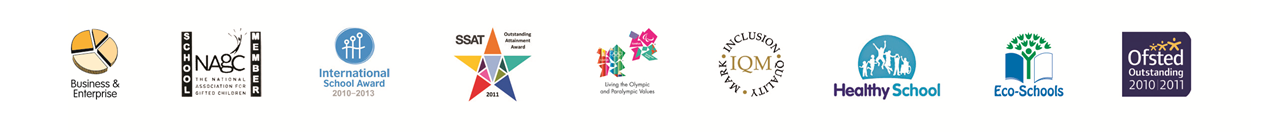 Business &
Enterprise
SCHOOL
NAGC
THE NATIONAL
ASSOCIATION FOR
GIFTED CHILDREN
MEMBER
International
School Award
2010–2013
SSAT
Outstanding
Attainment
Award
2011
Living the Olympic
and Paralympic Values
INCLUSION QUALITY MARK
IQM
Healthy School
Eco-Schools
Ofsted
Outstanding
2010|2011